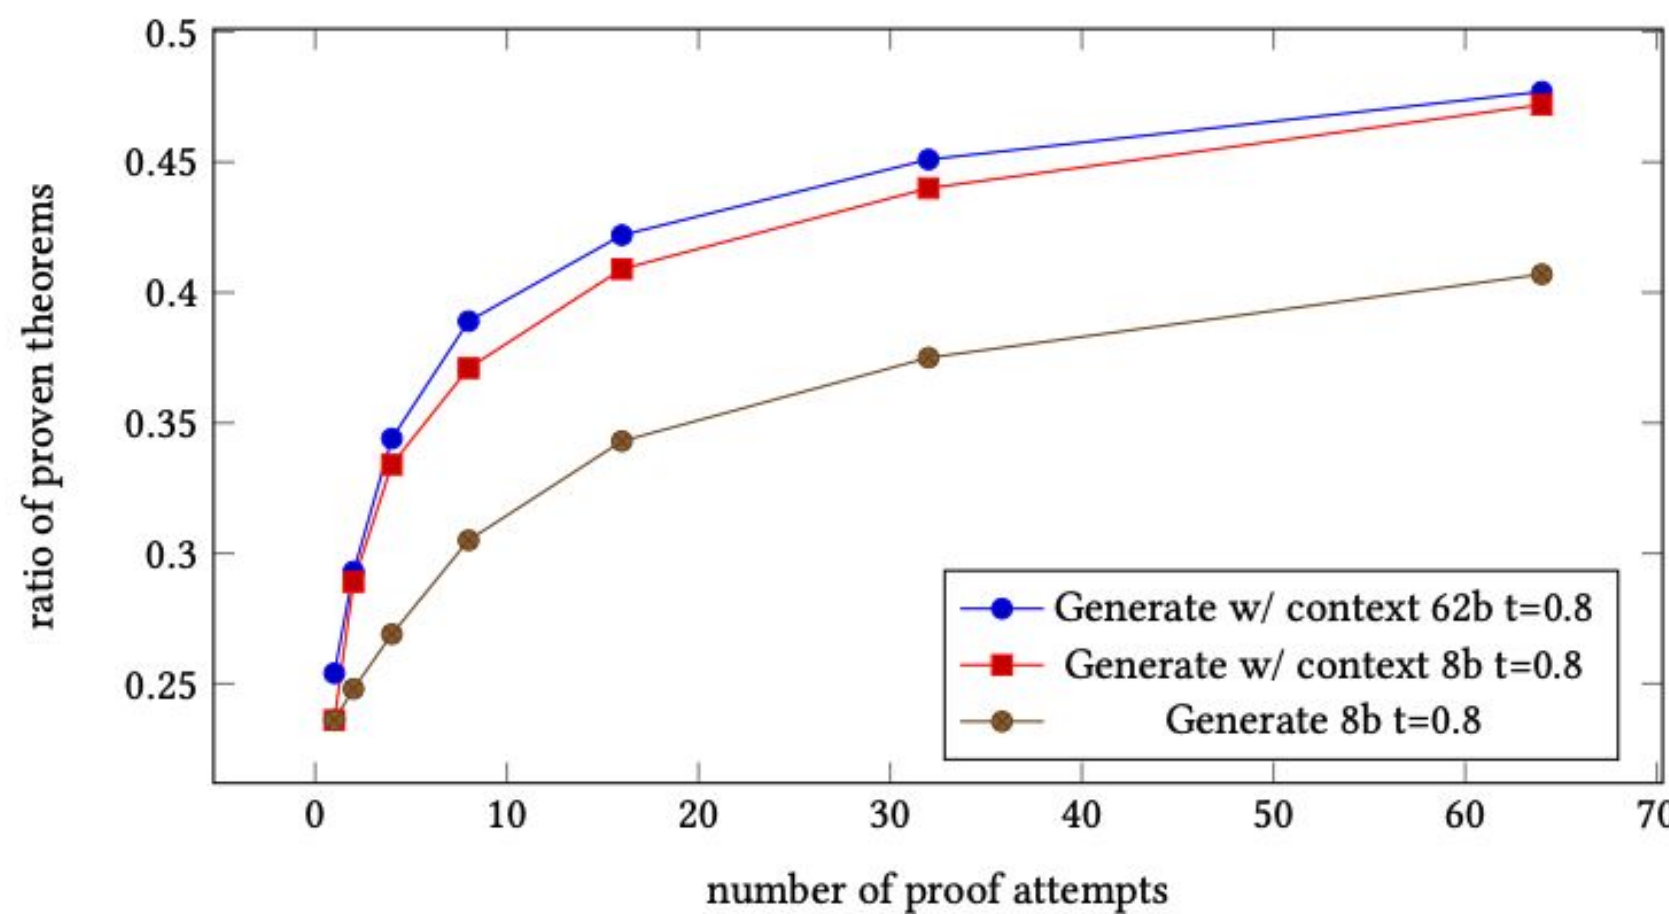 0.5
0.45
0.4
0.35
0.3
0.25
ratio of proven theorems
Generate w/ context 62b t=0.8
Generate w/ context 8b t=0.8
Generate 8b t=0.8
0 10 20 30 40 50 60 70
number of proof attempts